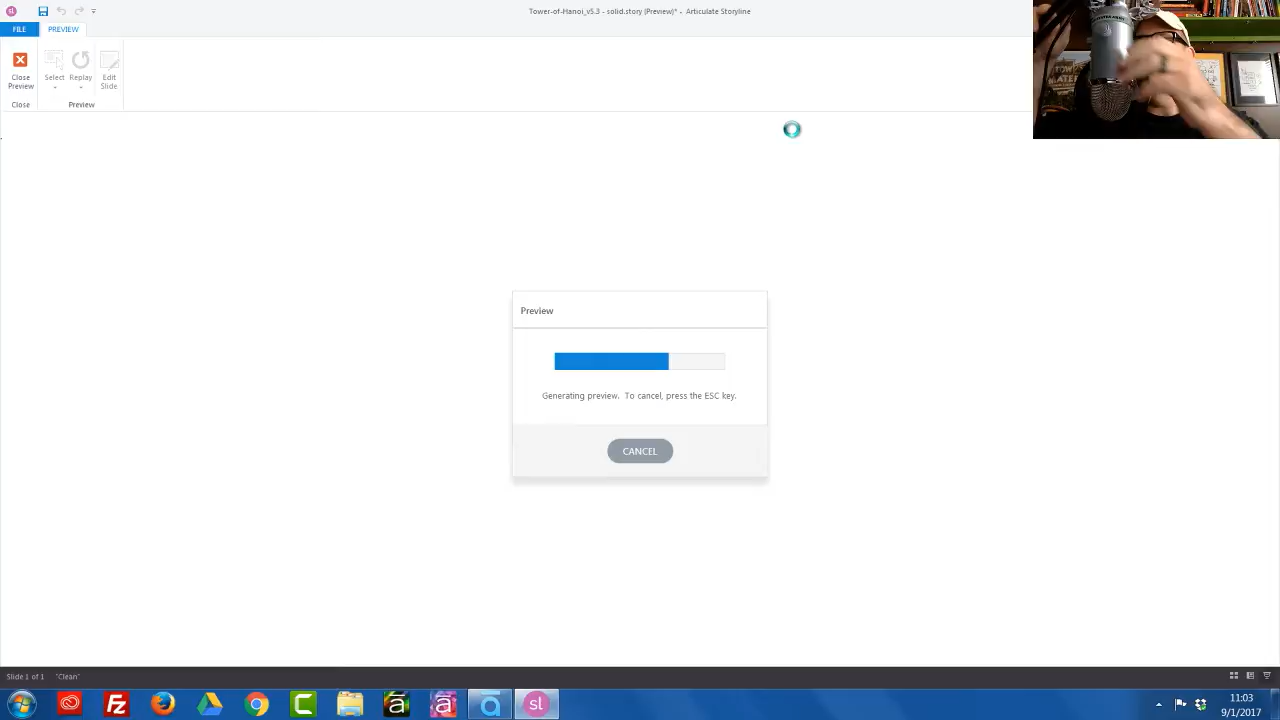 Tower-of-Hanoi_v5.3 - solid.story (Preview)* - Articulate Storyline
FILE
PREVIEW
Close Preview
Select
Replay
Edit Slide
Close
Preview
Preview
Generating preview. To cancel, press the ESC key.
CANCEL
Slide 1 of 1
"Clean"
11:03
9/1/2017